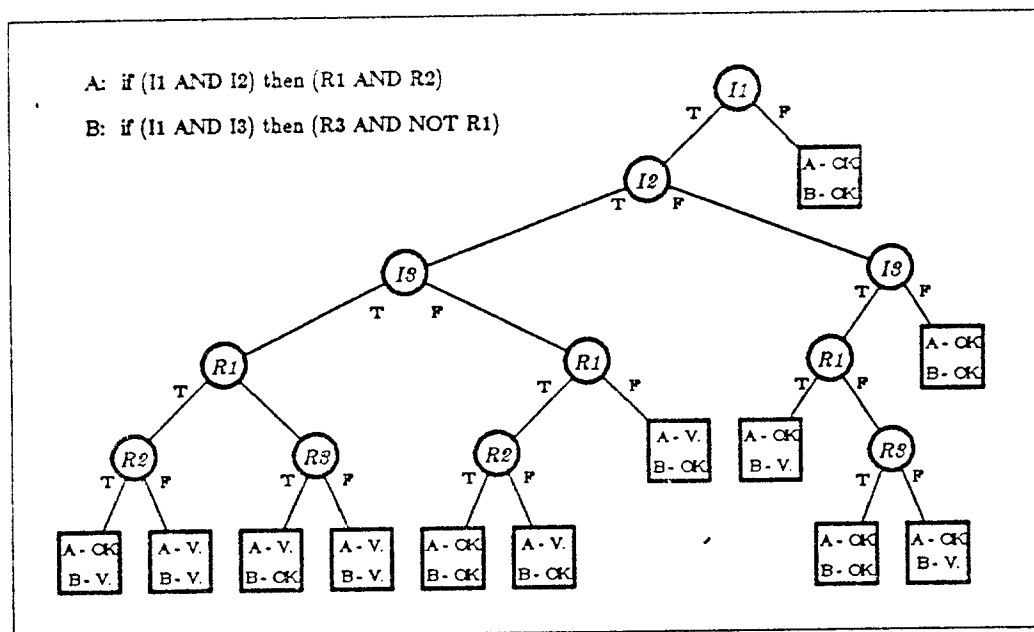 A: if (I1 AND I2) then (R1 AND R2)
B: if (I1 AND I3) then (R3 AND NOT R1)
I1
T F
A - OK
B - OK
I2
T F
I3
T F
I3
T F
R1
T
R1
T F
R1
T F
A - OK
B - OK
R2
T F
R3
T F
R2
T F
A - V.
B - OK
A - OK
B - V.
R3
T F
A - OK
B - V.
A - V.
B - V.
A - V.
B - OK
A - V.
B - V.
A - OK
B - OK
A - V.
B - OK
A - OK
B - OK
A - OK
B - V.